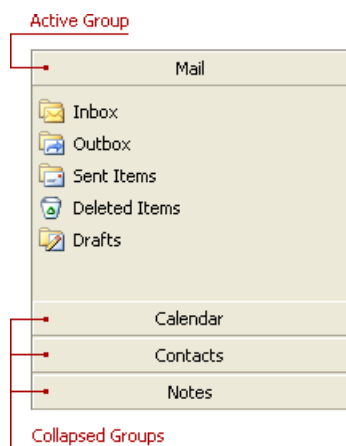 Active Group
Mail
Inbox
Outbox
Sent Items
Deleted Items
Drafts
Calendar
Contacts
Notes
Collapsed Groups